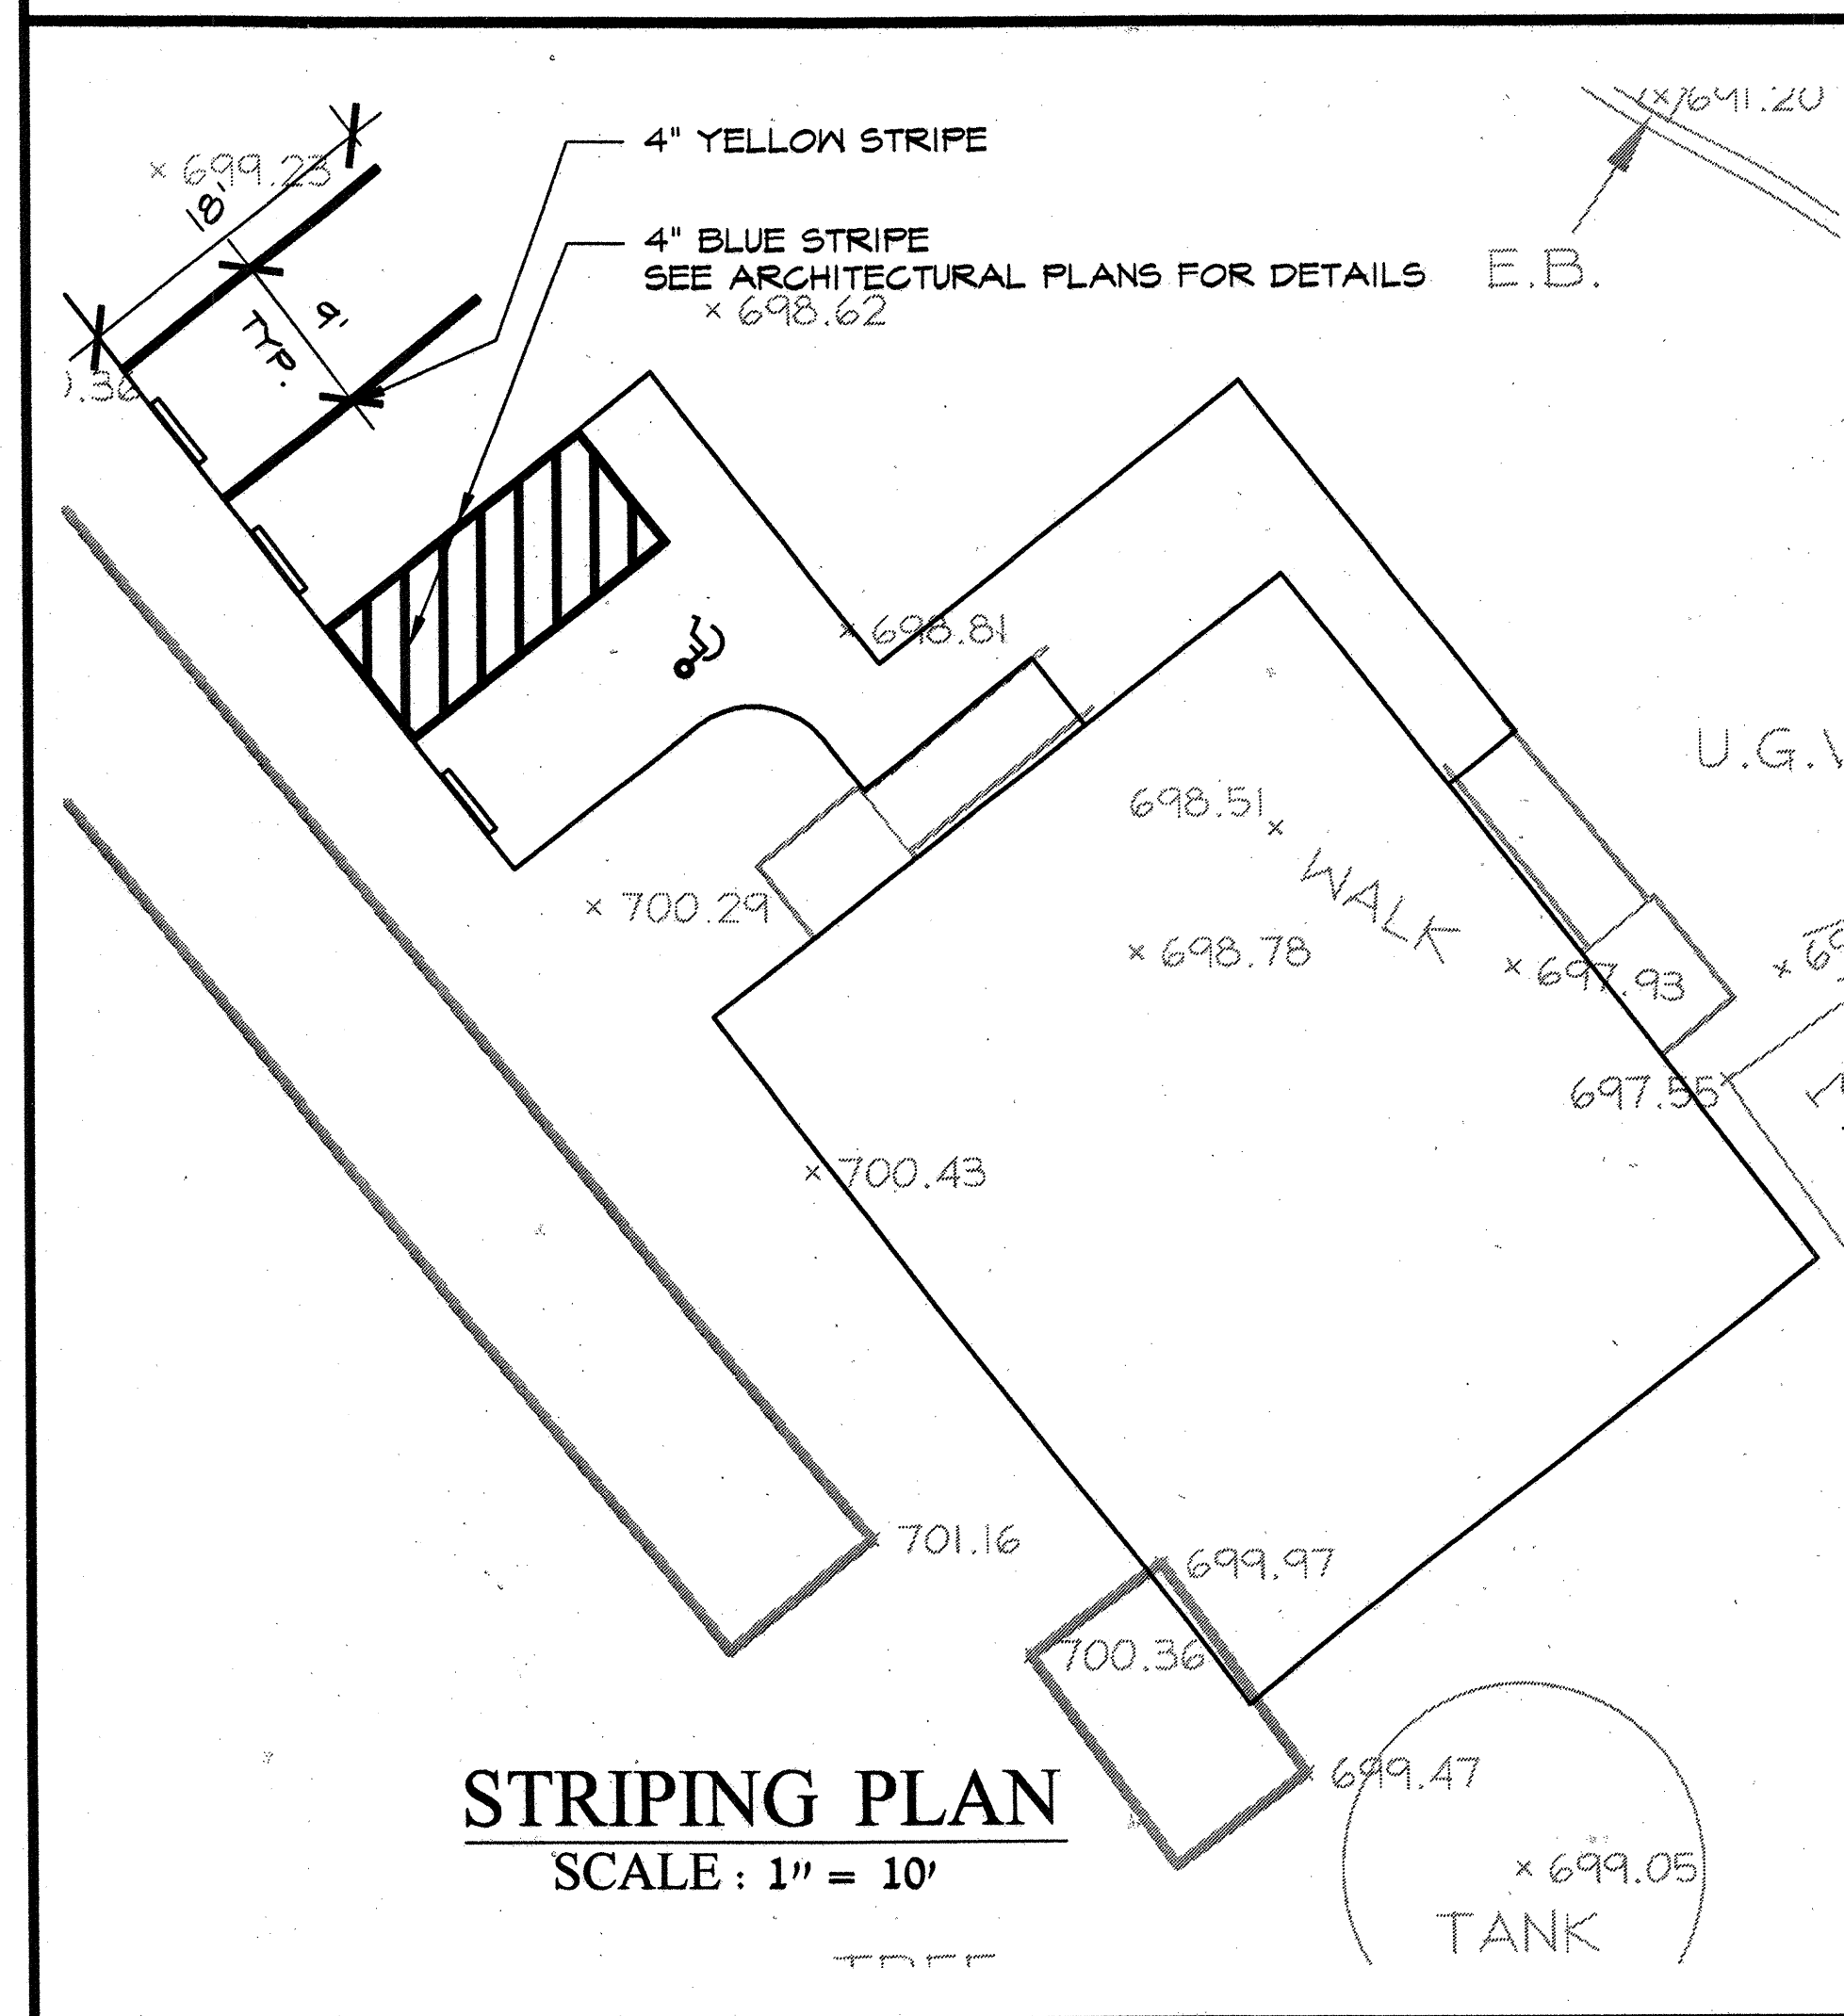 4" YELLOW STRIPE
(x)641.20
x 699.23
18'
4" BLUE STRIPE
SEE ARCHITECTURAL PLANS FOR DETAILS
E.B.
x 698.62
9'
TYP.
x 698.81
U.G.
698.51
x
WALK
x 700.29
x 698.78
x 697.93
697.55
x 700.43
701.16
699.97
700.36
STRIPING PLAN
699.47
SCALE : 1" = 10'
x 699.05
TANK